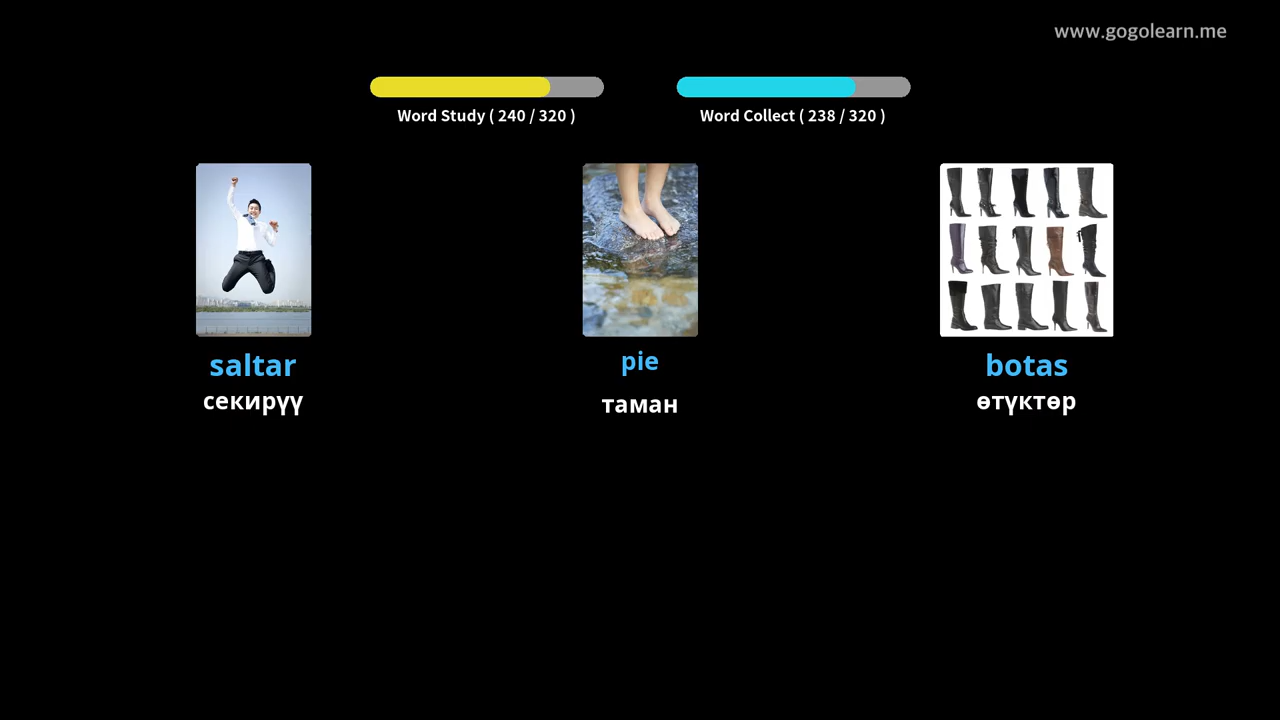 www.gogolearn.me
Word Study ( 240 / 320 )
Word Collect ( 238 / 320 )
saltar
секирүү
pie
таман
botas
өтүктөр